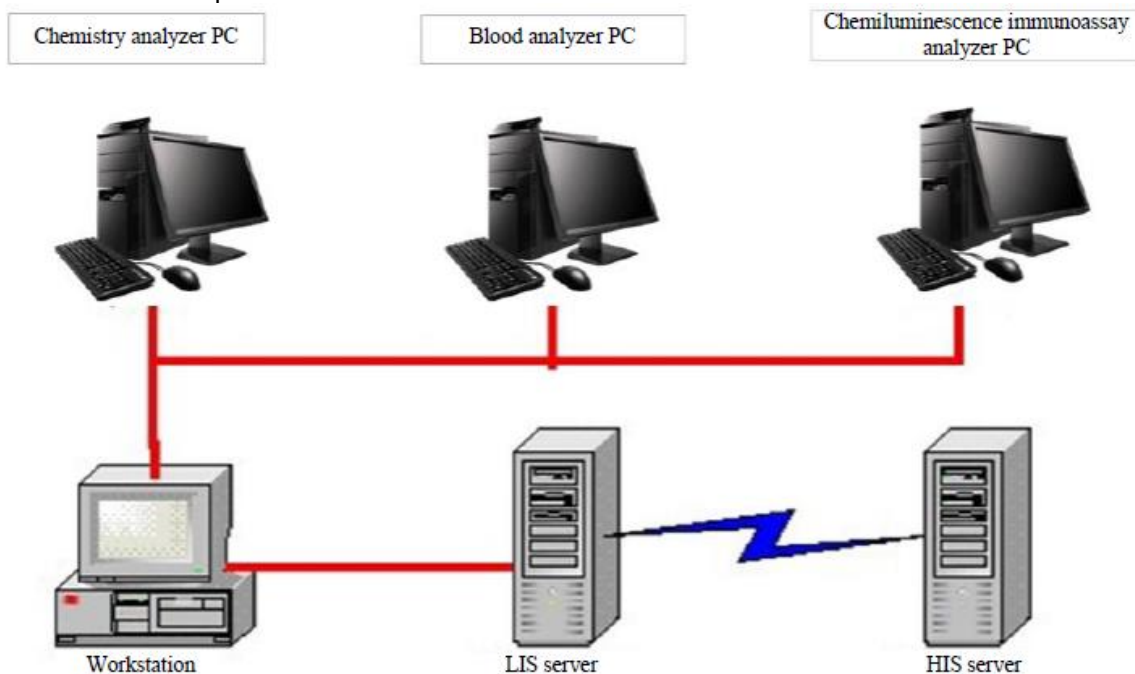 Chemistry analyzer PC
Blood analyzer PC
Chemiluminescence immunoassay
analyzer PC
Workstation
LIS server
HIS server